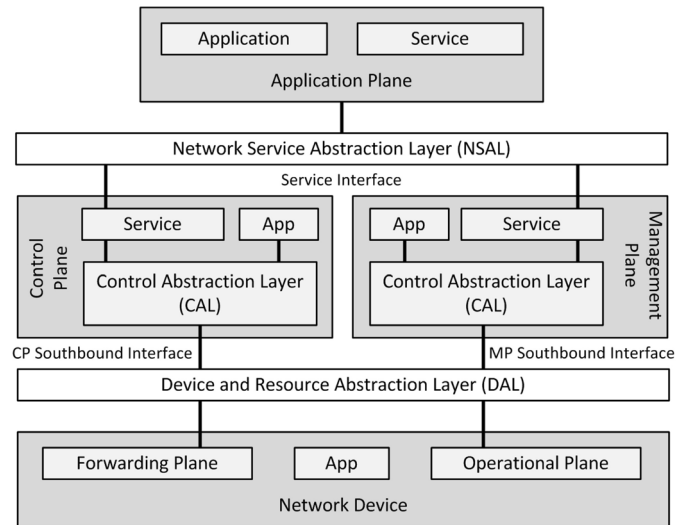 Application
Service
Application Plane
Network Service Abstraction Layer (NSAL)
Service Interface
Control
Plane
Service
App
Control Abstraction Layer
(CAL)
App
Service
Control Abstraction Layer
(CAL)
Management
Plane
CP Southbound Interface
MP Southbound Interface
Device and Resource Abstraction Layer (DAL)
Forwarding Plane
App
Operational Plane
Network Device